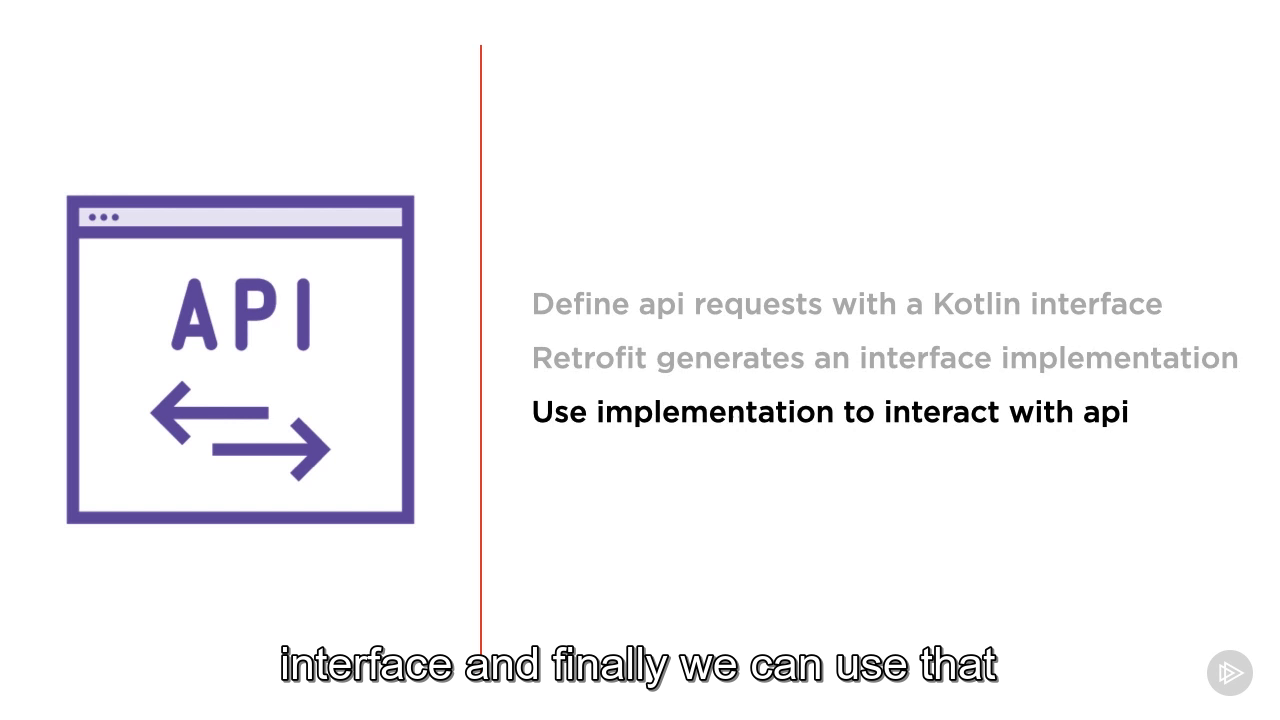 API
Define api requests with a Kotlin interface
Retrofit generates an interface implementation
Use implementation to interact with api
interface and finally we can use that